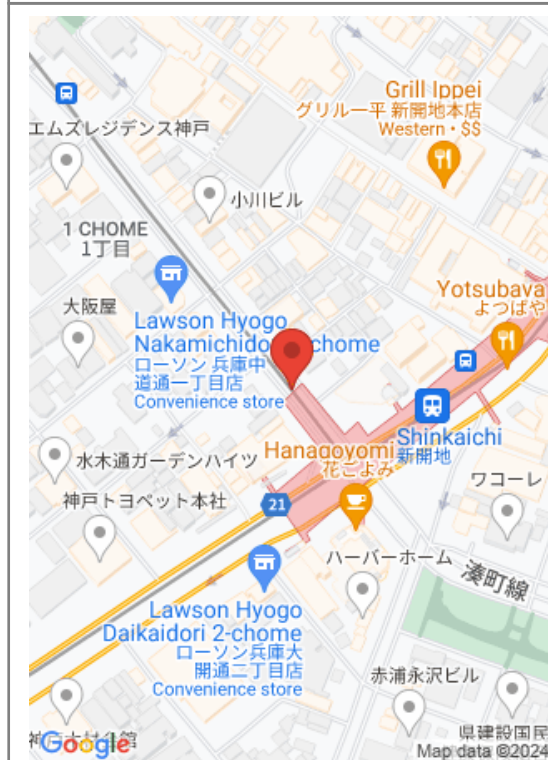 Grill Ippei
グリル一平 新開地本店
Western • $$
エムズレジデンス神戸
小川ビル
1 CHOME
1丁目
大阪屋
Yotsubaya
よつばや
Lawson Hyogo
Nakamichido
chome
ローソン 兵庫中
道通一丁目店
Convenience store
Shinkaichi
新開地
Hanagoyomi
花ごよみ
水木通ガーデンハイツ
ワコーレ
神戸トヨペット本社
21
ハーバーホーム
湊町線
Lawson Hyogo
Daikaidori 2-chome
ローソン兵庫大
開通二丁目店
Convenience store
赤浦永沢ビル
県建設国民
Google
Map data ©2024